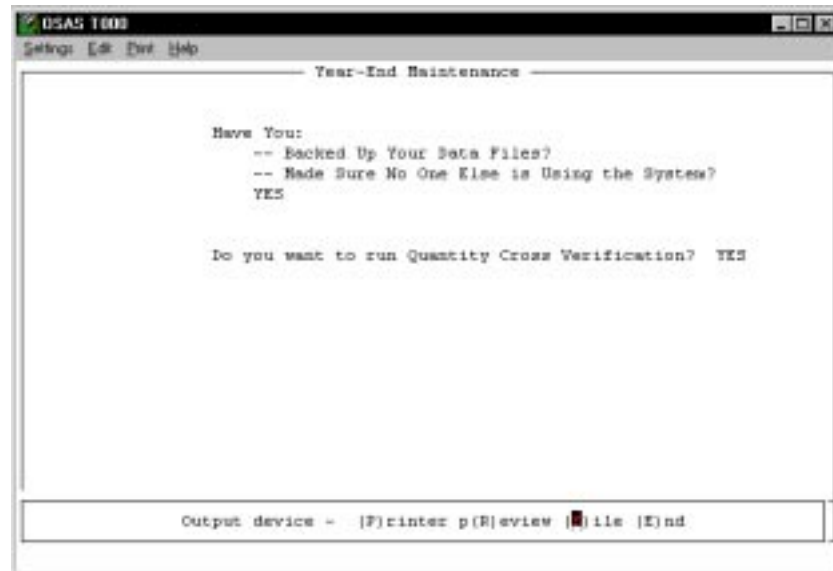 OSAS T000
Settings Edit Print Help
Year-End Maintenance
Have You:
-- Backed Up Your Data Files?
-- Made Sure No One Else is Using the System?
YES
Do you want to run Quantity Cross Verification? YES
Output device - (P)rinter p(R)eview (F)ile (E)nd